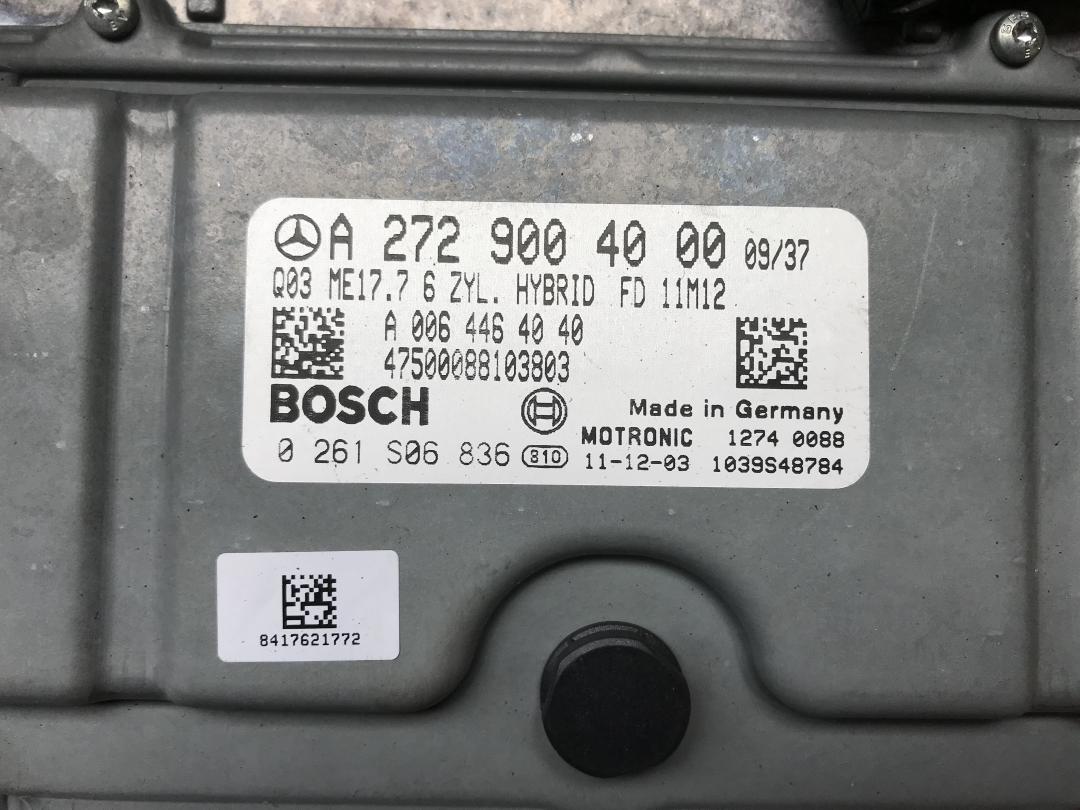 A 272 900 40 00 09/37
Q03 ME17.7 6 ZYL. HYBRID FD 11M12
A 006 446 40 40
47500088103803
BOSCH
Made in Germany
MOTRONIC 1274 0088
0 261 S06 836 810 11-12-03 1039S48784
8417621772